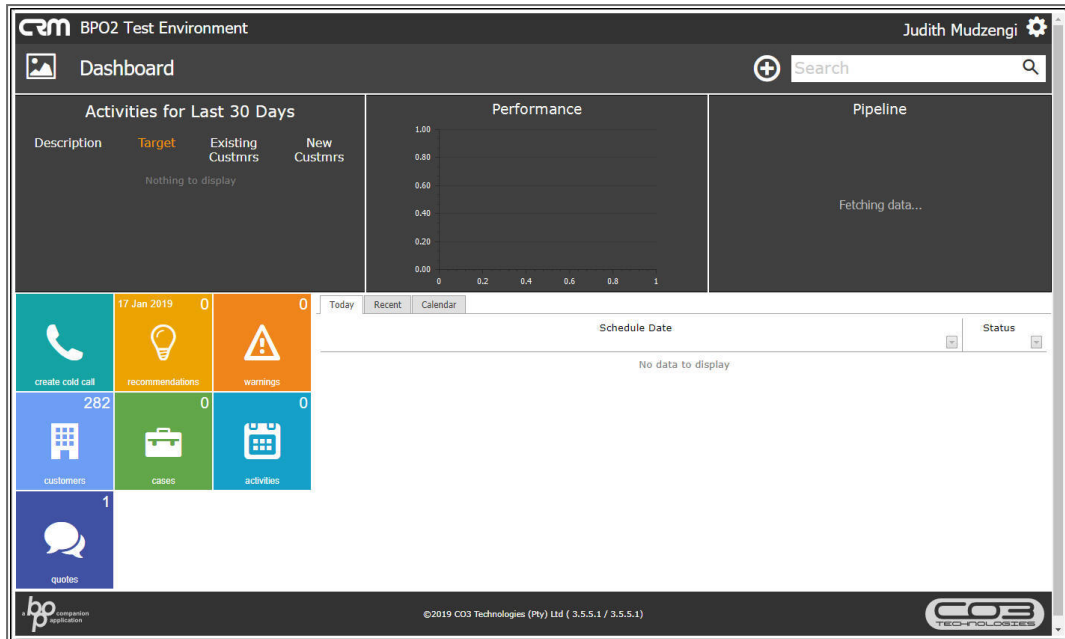 CRM BPO2 Test Environment
Judith Mudzengi
Dashboard
Search
Activities for Last 30 Days
Description Target Existing Custmrs New Custmrs
Nothing to display
Performance
1.00
0.80
0.60
0.40
0.20
0.00
0 0.2 0.4 0.6 0.8 1
Pipeline
Fetching data...
create cold call
17 Jan 2019 0
recommendations
0
warnings
282
customers
0
cases
0
activities
1
quotes
Today Recent Calendar
Schedule Date Status
No data to display
a bpo companion application
©2019 CO3 Technologies (Pty) Ltd ( 3.5.5.1 / 3.5.5.1)
CO3
TECHNOLOGIES